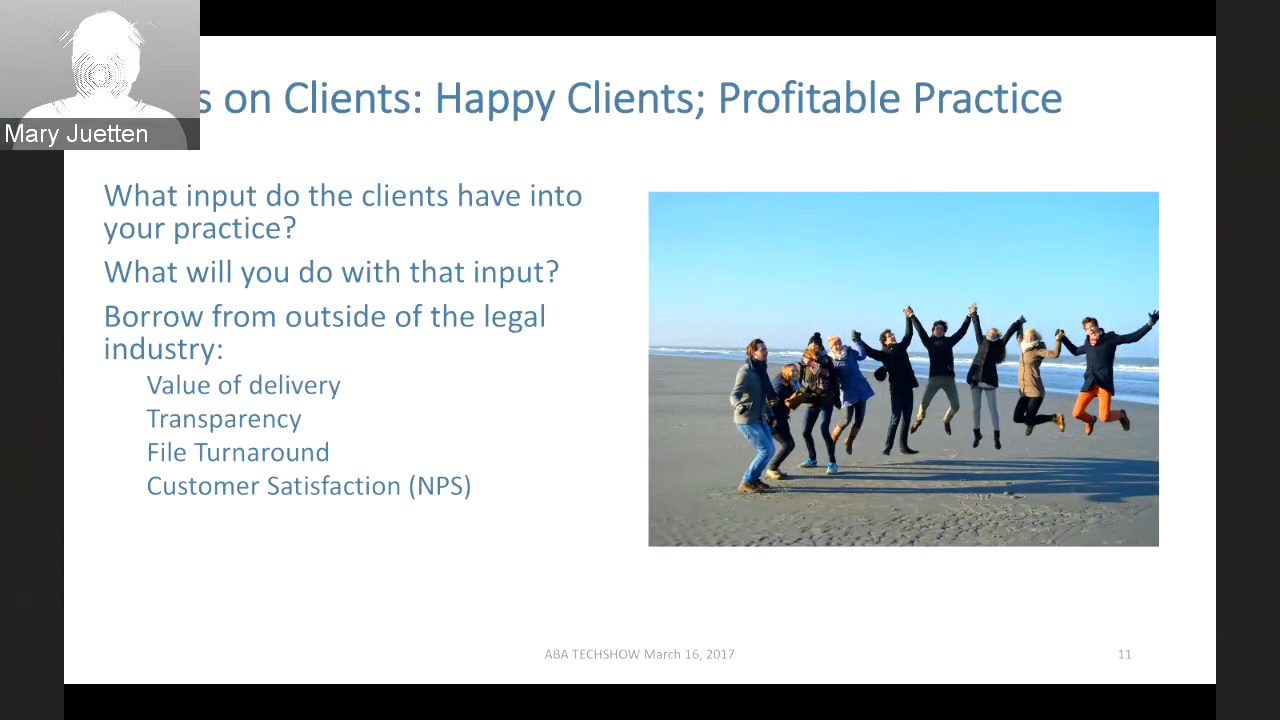 s on Clients: Happy Clients; Profitable Practice
Mary Juetten
What input do the clients have into
your practice?
What will you do with that input?
Borrow from outside of the legal
industry:
Value of delivery
Transparency
File Turnaround
Customer Satisfaction (NPS)
ABA TECHSHOW March 16, 2017
11